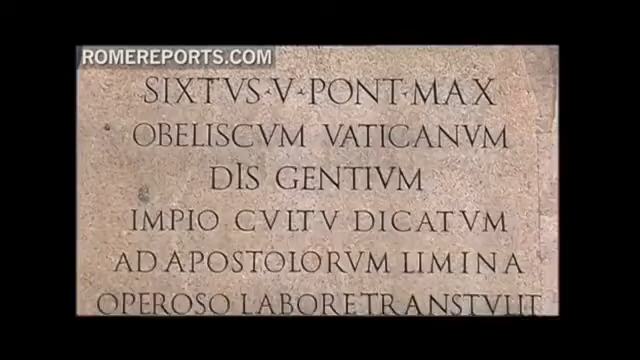 ROMEREPORTS.COM
SIXTVS·V·PONT·MAX
OBELISCVM VATICANVM
DIS GENTIVM
IMPIO CVLTV DICATVM
AD APOSTOLORVM LIMINA
OPEROSO LABORE TRANSTVLIT